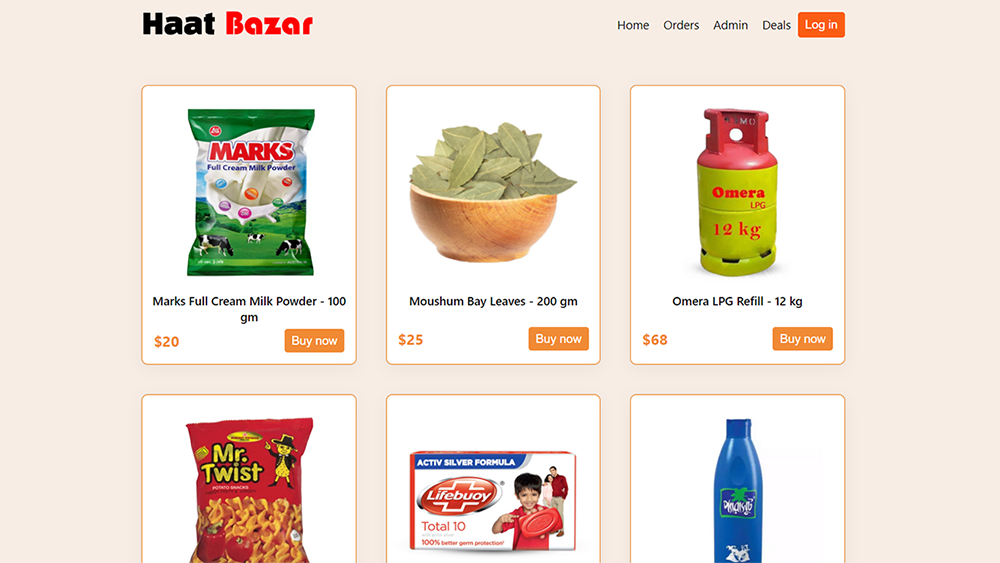 Haat Bazar
Home Orders Admin Deals Log in
MARKS
Full Cream Milk Powder
Omera
LPG
12 kg
Marks Full Cream Milk Powder - 100
gm
Moushum Bay Leaves - 200 gm
Omera LPG Refill - 12 kg
$20 Buy now
$25 Buy now
$68 Buy now
Mr.
Twist
POTATO SNACKS
ACTIV SILVER FORMULA
Lifebuoy
Total 10
100% better germ protection